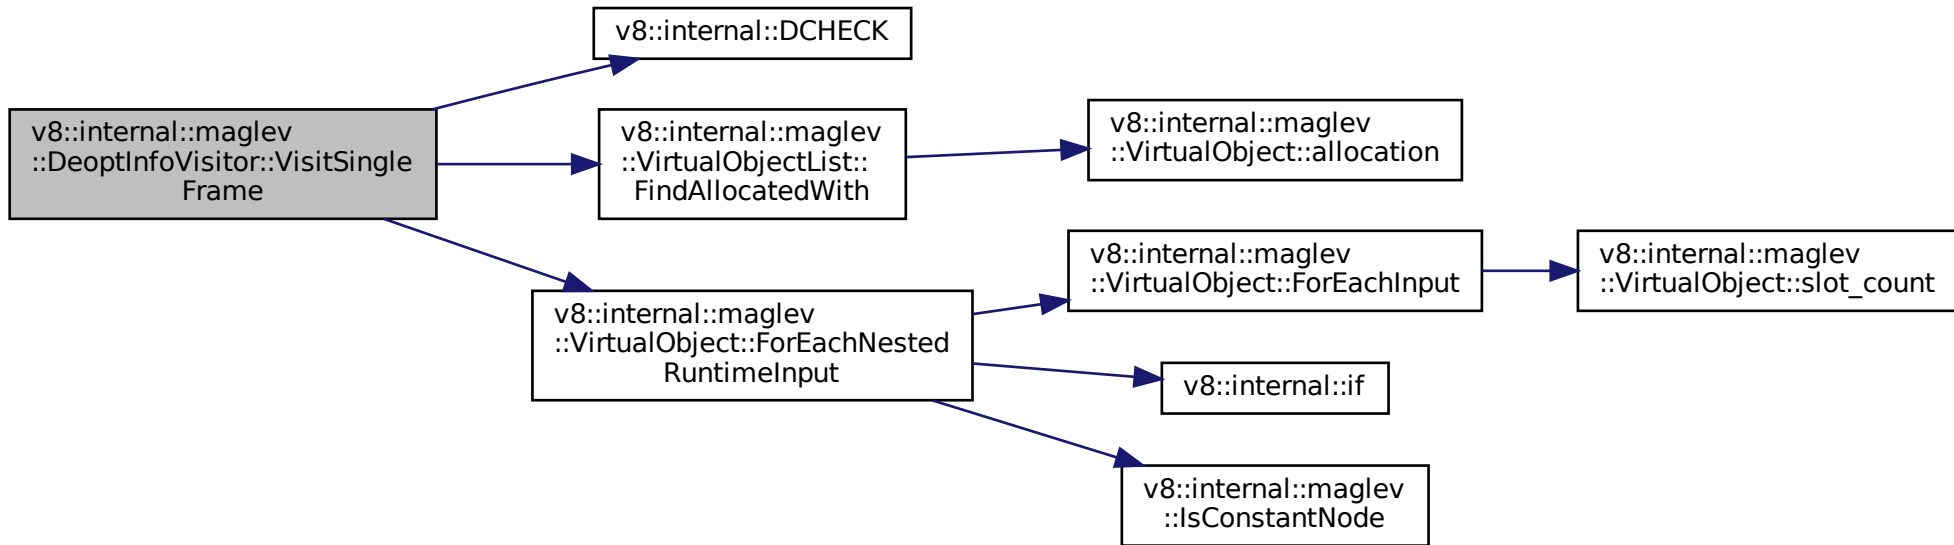 v8::internal::DCHECK
v8::internal::maglev
::DeoptInfoVisitor::VisitSingle
Frame
v8::internal::maglev
::VirtualObjectList::
FindAllocatedWith
v8::internal::maglev
::VirtualObject::allocation
v8::internal::maglev
::VirtualObject::ForEachNested
RuntimeInput
v8::internal::maglev
::VirtualObject::ForEachInput
v8::internal::maglev
::VirtualObject::slot_count
v8::internal::if
v8::internal::maglev
::IsConstantNode